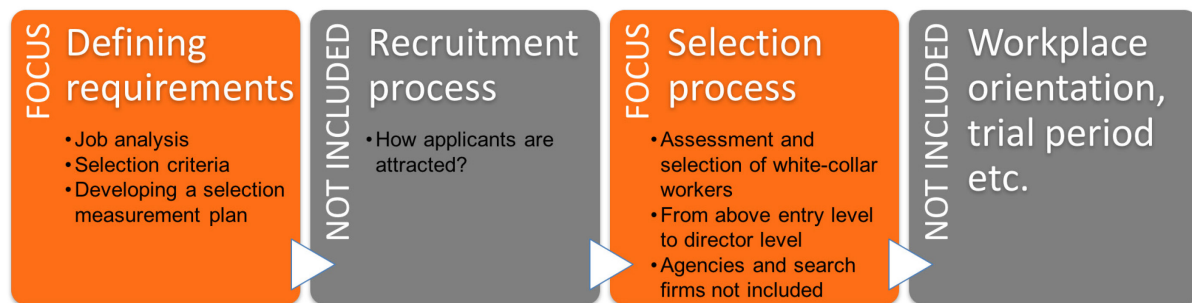 FOCUS
Defining
requirements
• Job analysis
• Selection criteria
• Developing a selection
measurement plan
NOT INCLUDED
Recruitment
process
• How applicants are
attracted?
FOCUS
Selection
process
• Assessment and
selection of white-collar
workers
• From above entry level
to director level
• Agencies and search
firms not included
NOT INCLUDED
Workplace
orientation,
trial period
etc.